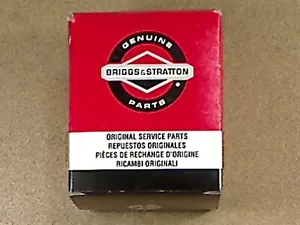 GENUINE
BRIGGS&STRATTON
PARTS
ORIGINAL SERVICE PARTS
REPUESTOS ORIGINALES
PIÈCES DE RECHANGE D'ORIGINE
RICAMBI ORIGINALI